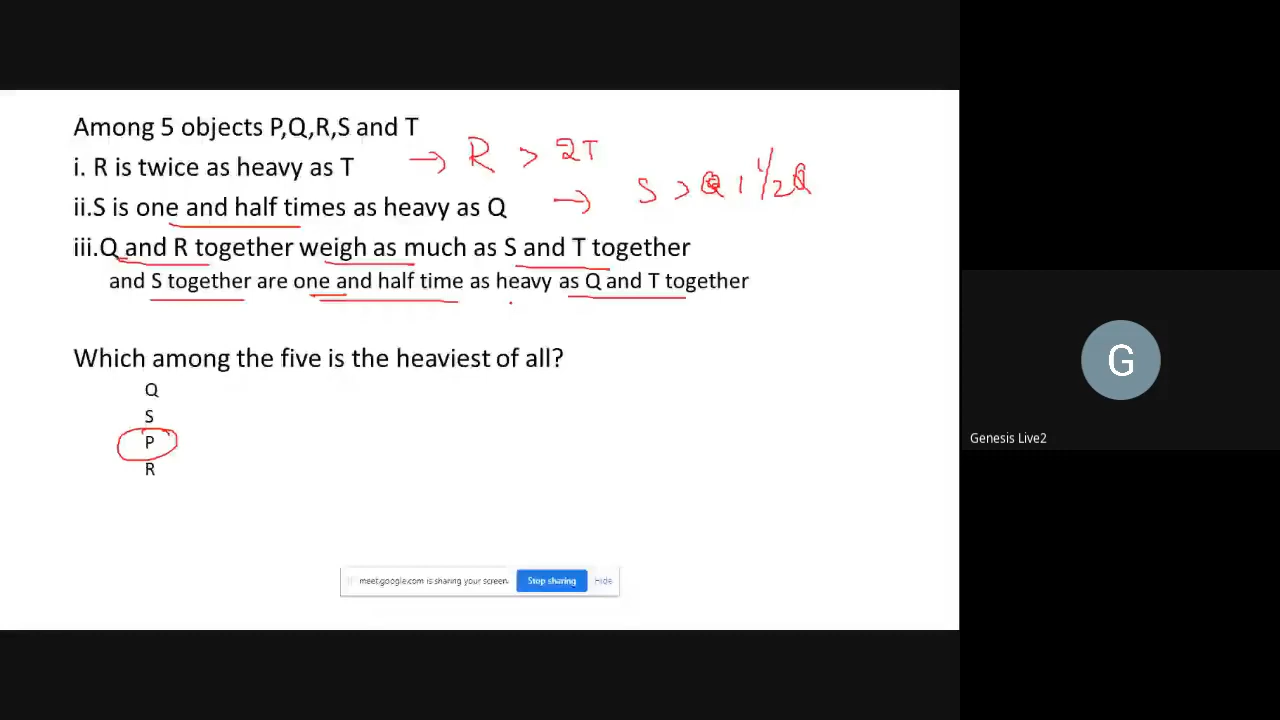 Among 5 objects P,Q,R,S and T
i. R is twice as heavy as T → R > 2T
ii.S is one and half times as heavy as Q → S > Q 1 1/2 Q
iii.Q and R together weigh as much as S and T together
and S together are one and half time as heavy as Q and T together
Which among the five is the heaviest of all?
Q
S
P
R
meet.google.com is sharing your screen. Stop sharing Hide
G
Genesis Live2